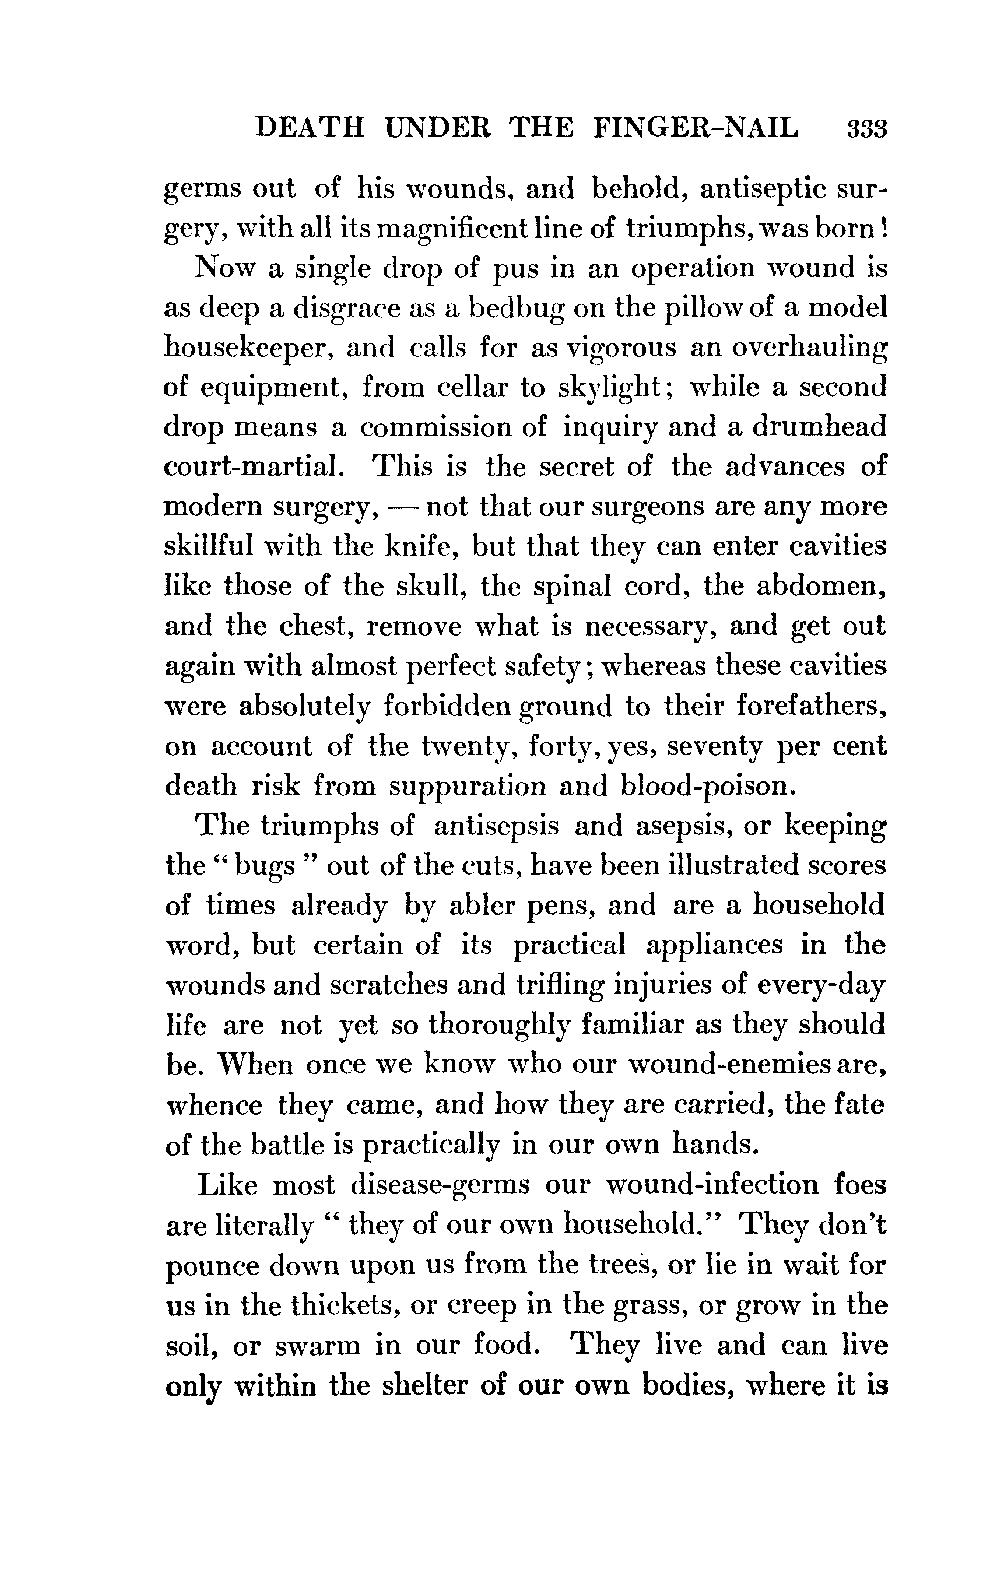 DEATH UNDER THE FINGER-NAIL 333
germs out of his wounds, and behold, antiseptic sur-
gery, with all its magnificent line of triumphs, was born!
Now a single drop of pus in an operation wound is
as deep a disgrace as a bedbug on the pillow of a model
housekeeper, and calls for as vigorous an overhauling
of equipment, from cellar to skylight; while a second
drop means a commission of inquiry and a drumhead
court-martial. This is the secret of the advances of
modern surgery, — not that our surgeons are any more
skillful with the knife, but that they can enter cavities
like those of the skull, the spinal cord, the abdomen,
and the chest, remove what is necessary, and get out
again with almost perfect safety; whereas these cavities
were absolutely forbidden ground to their forefathers,
on account of the twenty, forty, yes, seventy per cent
death risk from suppuration and blood-poison.
The triumphs of antisepsis and asepsis, or keeping
the "bugs" out of the cuts, have been illustrated scores
of times already by abler pens, and are a household
word, but certain of its practical appliances in the
wounds and scratches and trifling injuries of every-day
life are not yet so thoroughly familiar as they should
be. When once we know who our wound-enemies are,
whence they came, and how they are carried, the fate
of the battle is practically in our own hands.
Like most disease-germs our wound-infection foes
are literally "they of our own household." They don't
pounce down upon us from the trees, or lie in wait for
us in the thickets, or creep in the grass, or grow in the
soil, or swarm in our food. They live and can live
only within the shelter of our own bodies, where it is